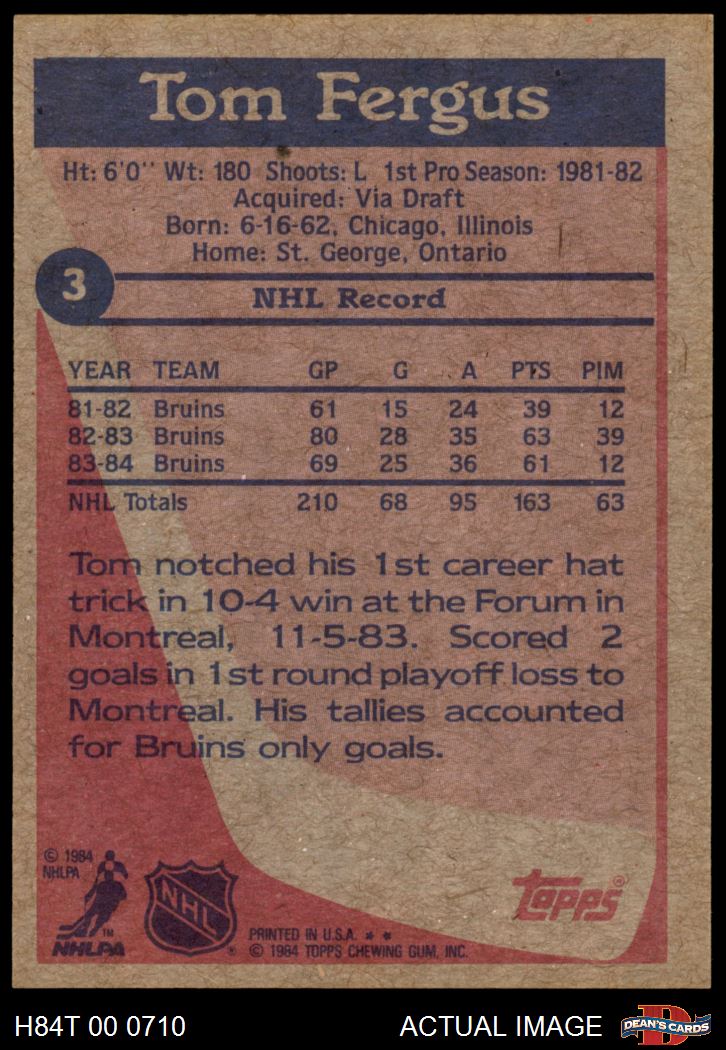 Tom Fergus
Ht: 6'0'' Wt: 180 Shoots: L 1st Pro Season: 1981-82
Acquired: Via Draft
Born: 6-16-62, Chicago, Illinois
Home: St. George, Ontario
3
NHL Record
YEAR TEAM GP G A PTS PIM
81-82 Bruins 61 15 24 39 12
82-83 Bruins 80 28 35 63 39
83-84 Bruins 69 25 36 61 12
NHL Totals 210 68 95 163 63
Tom notched his 1st career hat
trick in 10-4 win at the Forum in
Montreal, 11-5-83. Scored 2
goals in 1st round playoff loss to
Montreal. His tallies accounted
for Bruins only goals.
© 1984
NHLPA
TM
NHLPA
NHL
®
PRINTED IN U.S.A. * *
© 1984 TOPPS CHEWING GUM, INC.
Topps®
H84T 00 0710
ACTUAL IMAGE
D
DEAN'S CARDS